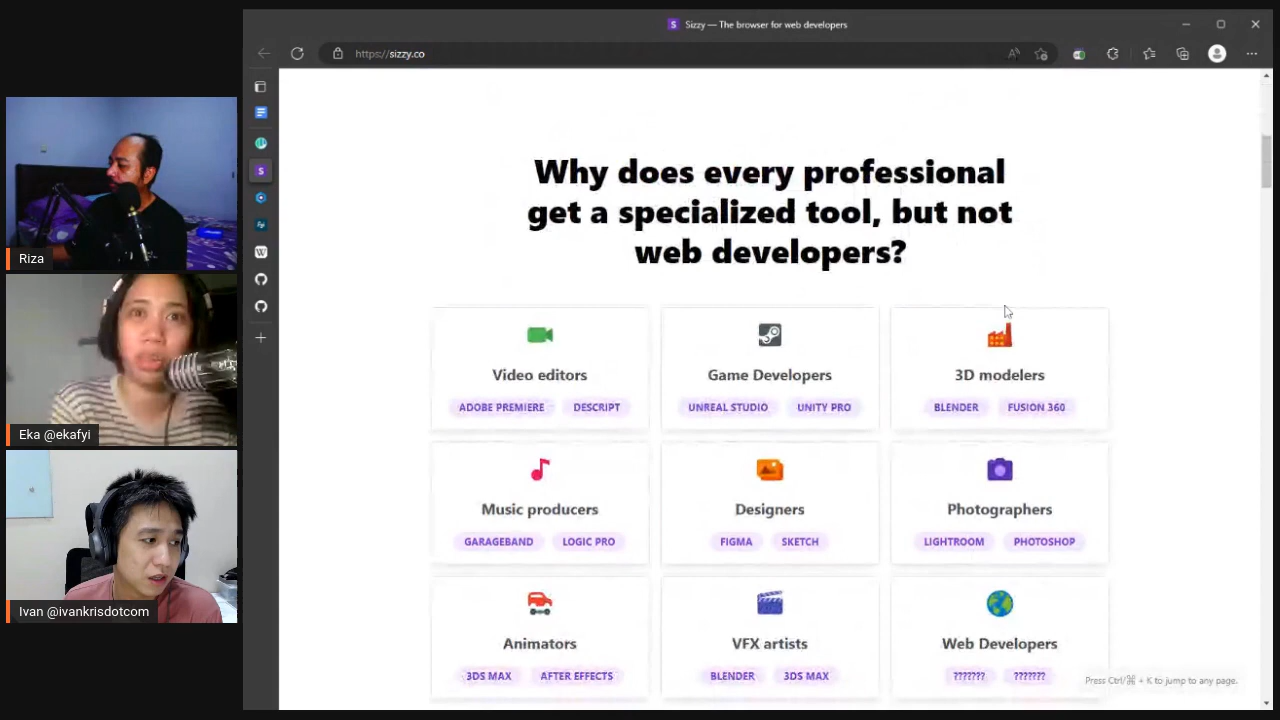 Sizzy — The browser for web developers
https://sizzy.co
Why does every professional
get a specialized tool, but not
web developers?
Video editors
ADOBE PREMIERE
DESCRIPT
Game Developers
UNREAL STUDIO
UNITY PRO
3D modelers
BLENDER
FUSION 360
Music producers
GARAGEBAND
LOGIC PRO
Designers
FIGMA
SKETCH
Photographers
LIGHTROOM
PHOTOSHOP
Animators
3DS MAX
AFTER EFFECTS
VFX artists
BLENDER
3DS MAX
Web Developers
???????
???????
Press Ctrl/⌘ + K to jump to any page.
Riza
Eka @ekafyi
Ivan @ivankrisdotcom